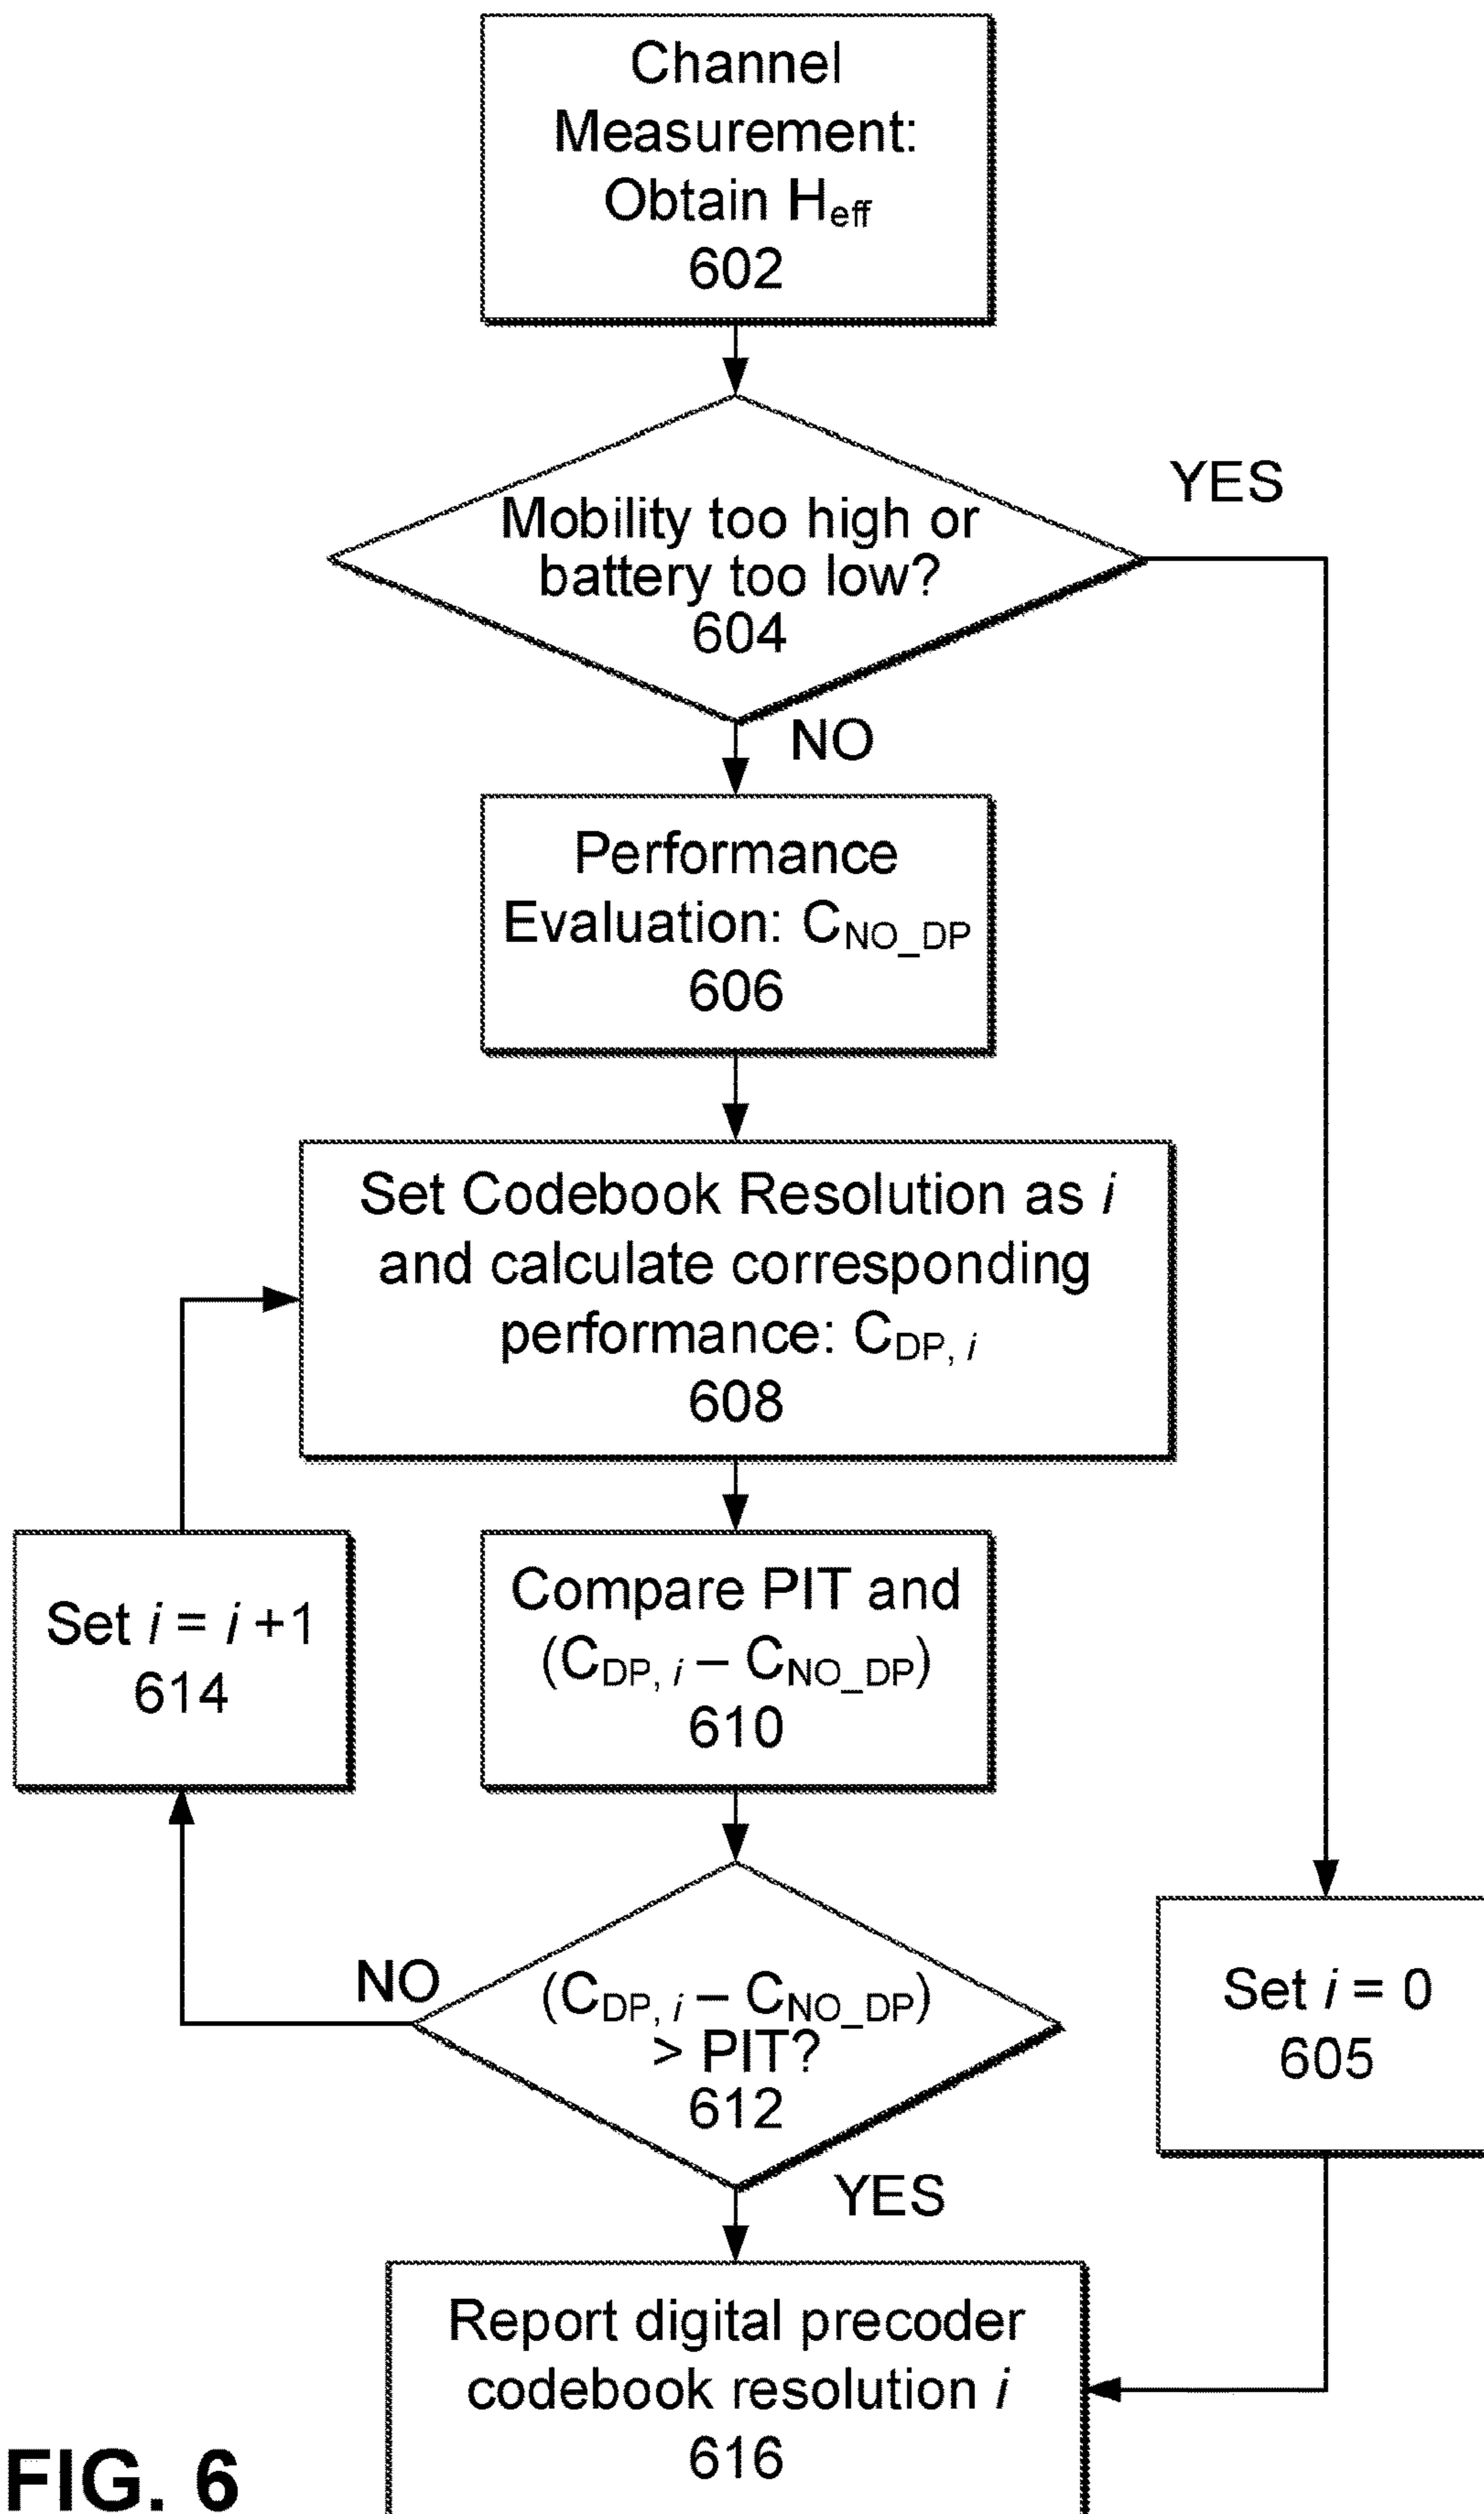 Channel
Measurement:
Obtain Heff
602
Mobility too high or
battery too low?
604
YES
NO
Performance
Evaluation: CNO_DP
606
Set Codebook Resolution as i
and calculate corresponding
performance: CDP, i
608
Set i = i +1
614
Compare PIT and
(CDP, i – CNO_DP)
610
NO
(CDP, i – CNO_DP)
> PIT?
612
YES
Set i = 0
605
Report digital precoder
codebook resolution i
616
FIG. 6